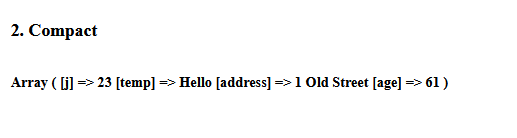 2. Compact
Array ( [j] => 23 [temp] => Hello [address] => 1 Old Street [age] => 61 )